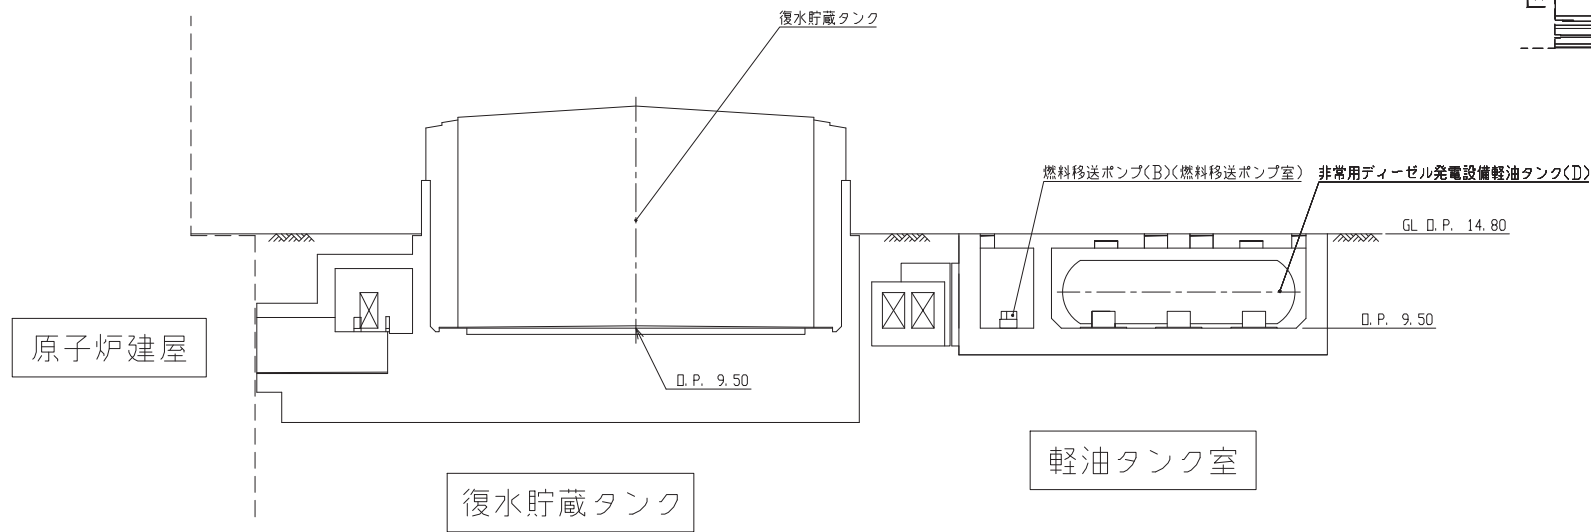 復水貯蔵タンク
燃料移送ポンプ(B)(燃料移送ポンプ室)
非常用ディーゼル発電設備軽油タンク(D)
GL O.P. 14.80
O.P. 9.50
原子炉建屋
O.P. 9.50
軽油タンク室
復水貯蔵タンク